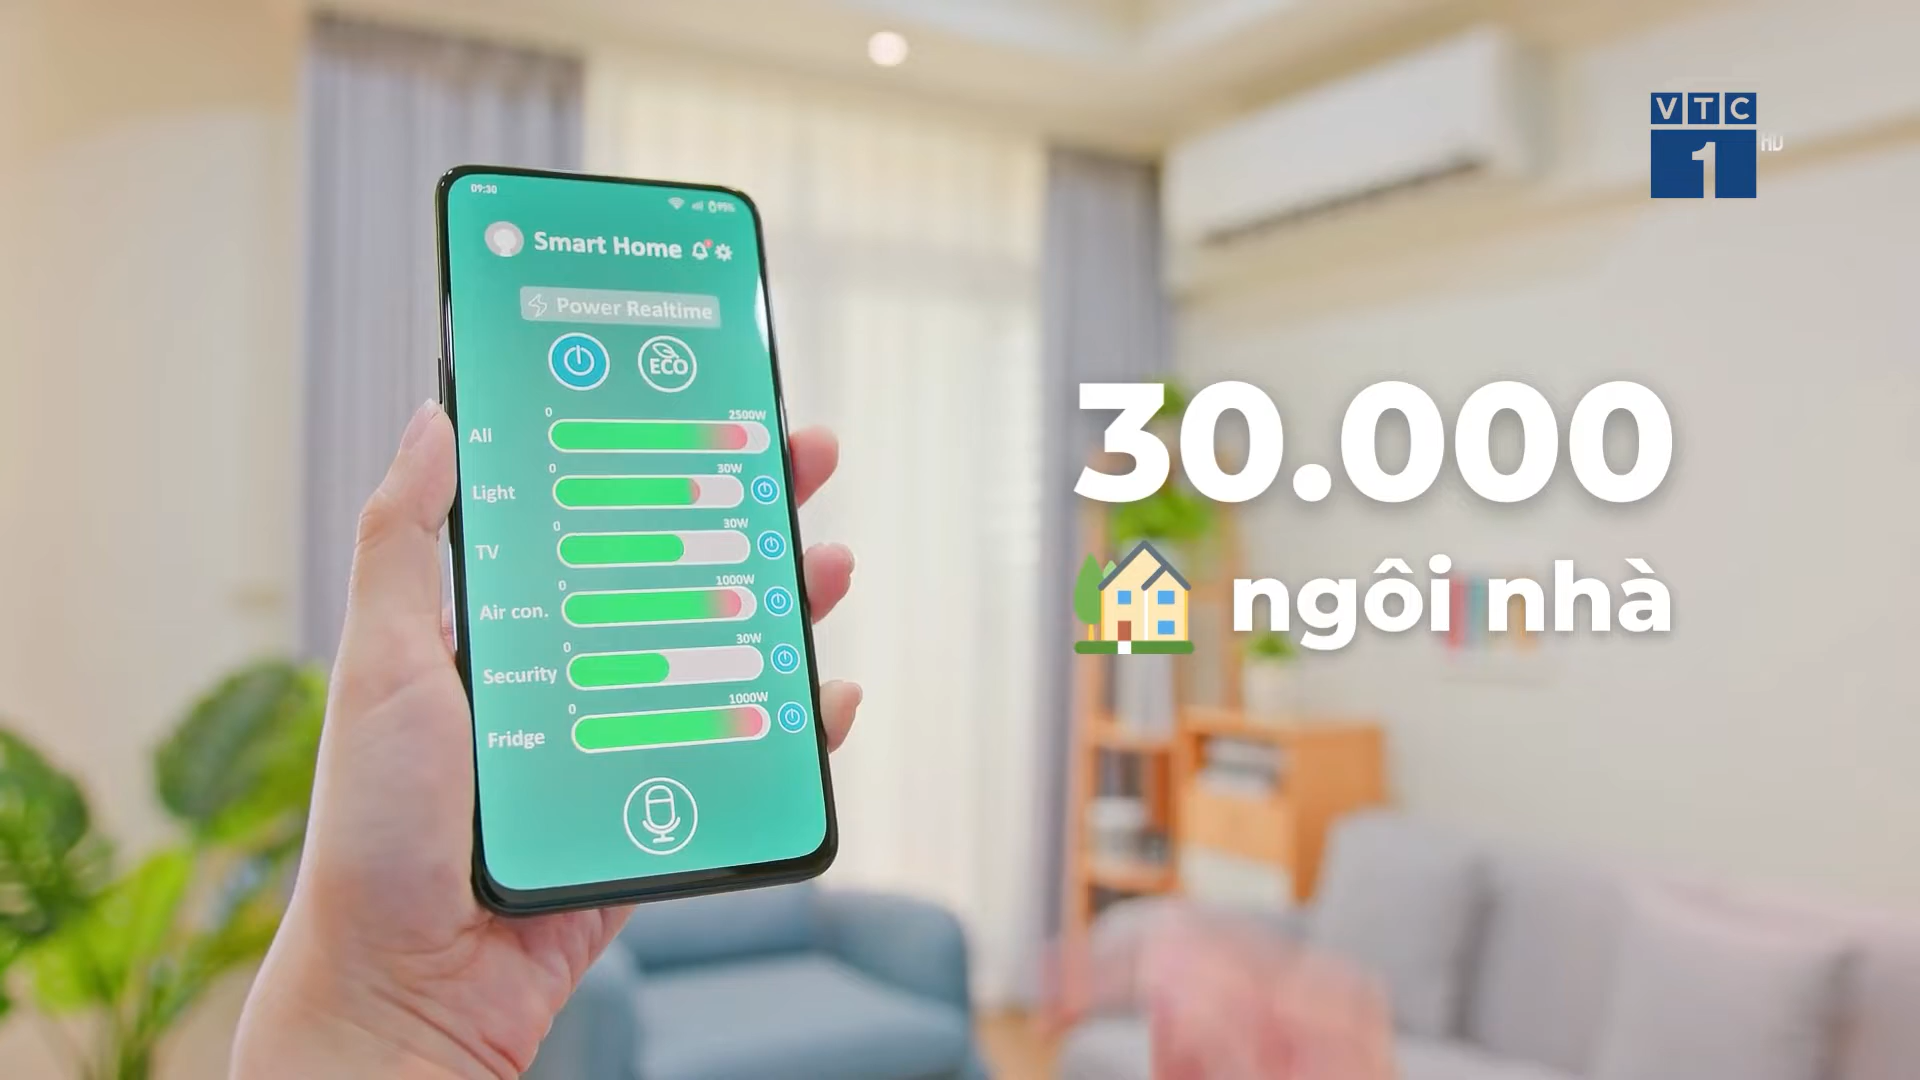 VTC
1
HD
09:30
95%
Smart Home
Power Realtime
ECO
0 2500W
All
0 30W
Light
0 30W
TV
0 1000W
Air con.
0 30W
Security
0 1000W
Fridge
30.000
ngôi nhà